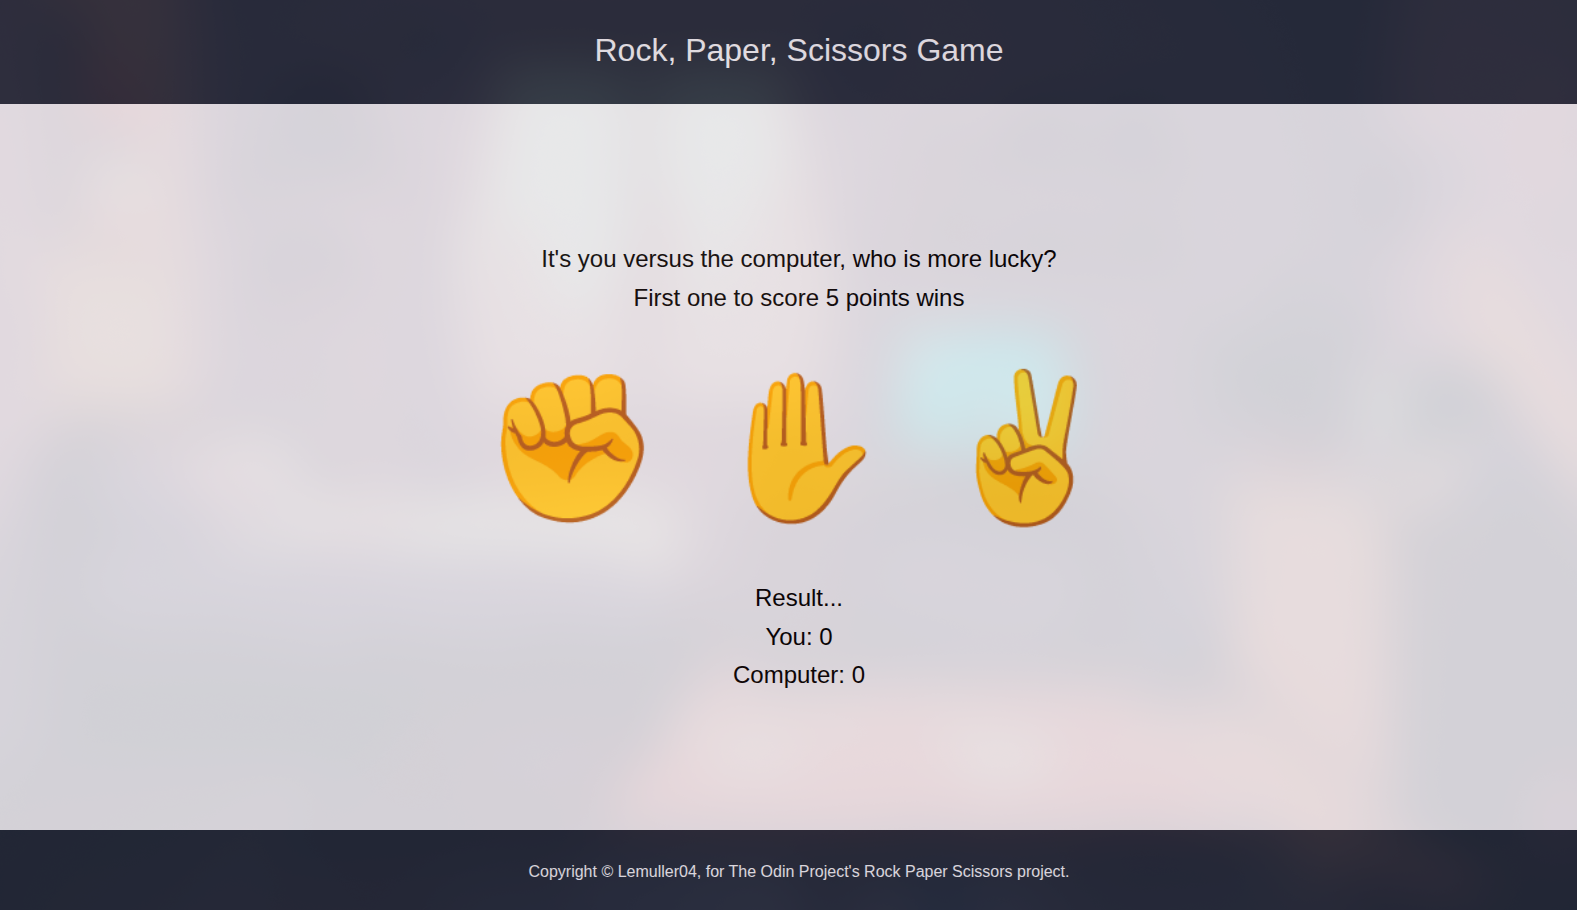 Rock, Paper, Scissors Game
It's you versus the computer, who is more lucky?
First one to score 5 points wins
Result...
You: 0
Computer: 0
Copyright © Lemuller04, for The Odin Project's Rock Paper Scissors project.